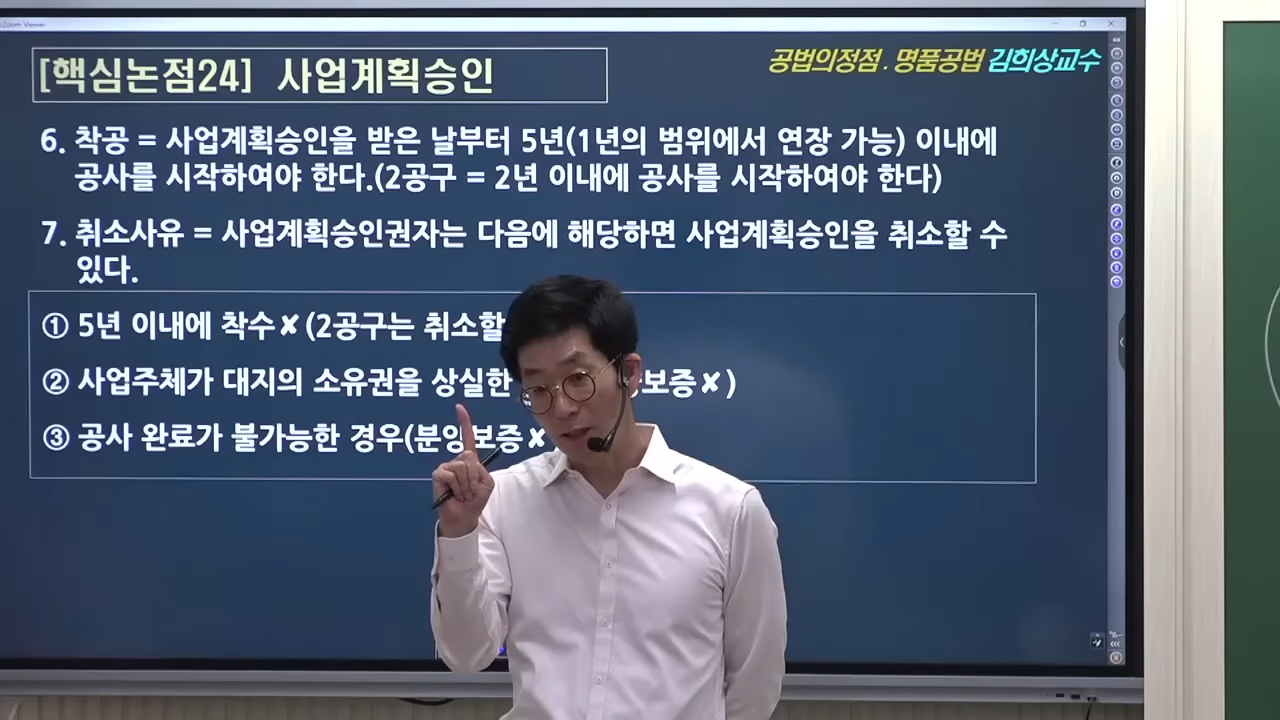 Zoom Viewer
[핵심논점24] 사업계획승인
공법의정점 . 명품공법 김희상교수
6. 착공 = 사업계획승인을 받은 날부터 5년(1년의 범위에서 연장 가능) 이내에
공사를 시작하여야 한다.(2공구 = 2년 이내에 공사를 시작하여야 한다)
7. 취소사유 = 사업계획승인권자는 다음에 해당하면 사업계획승인을 취소할 수
있다.
① 5년 이내에 착수✘(2공구는 취소할
② 사업주체가 대지의 소유권을 상실한 보증✘)
③ 공사 완료가 불가능한 경우(분양보증✘